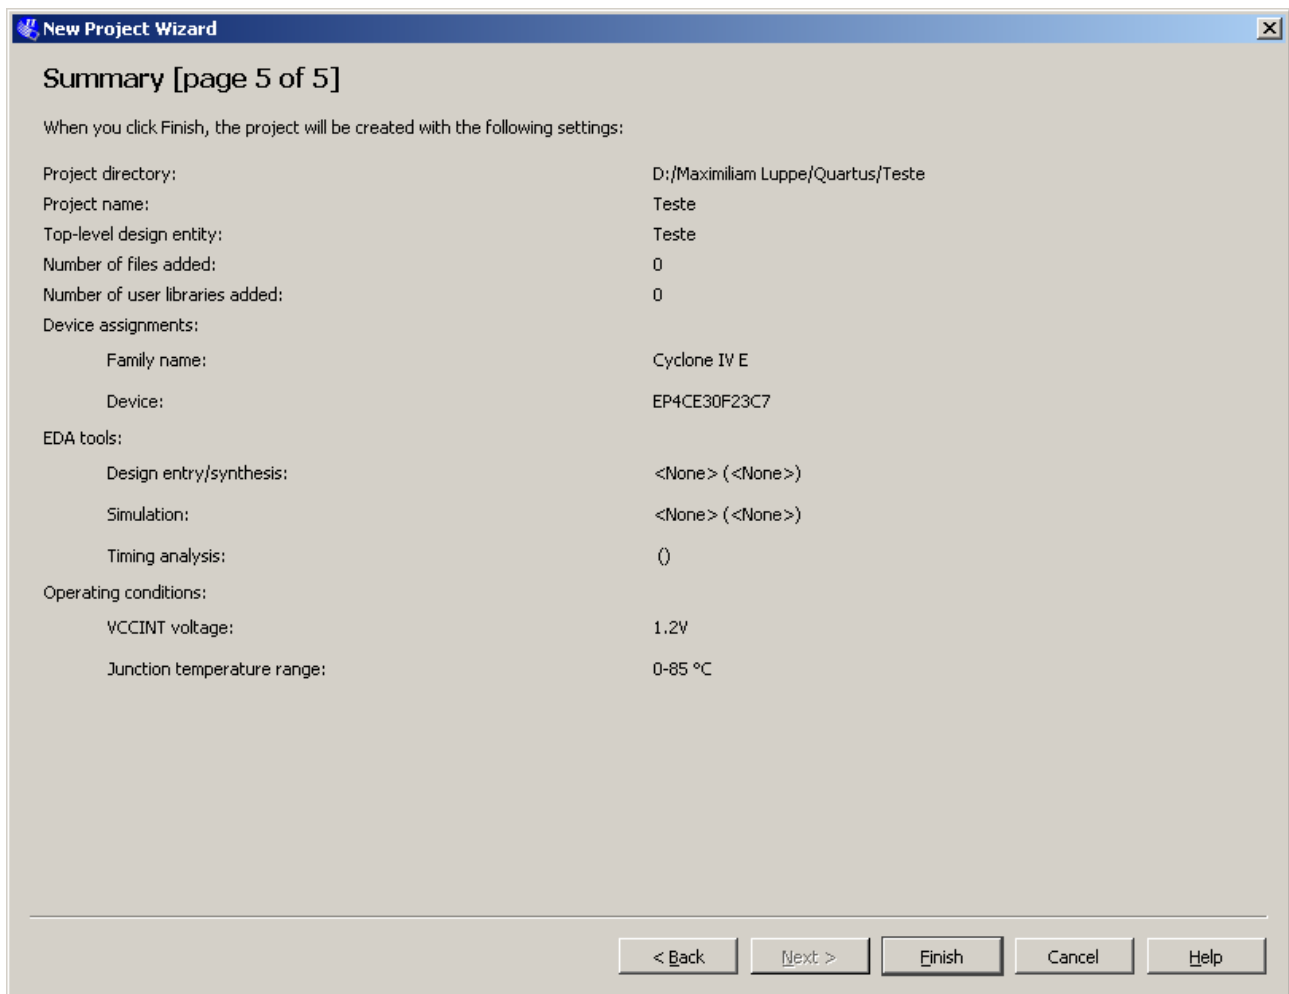 New Project Wizard
Summary [page 5 of 5]
When you click Finish, the project will be created with the following settings:
Project directory: D:/Maximiliam Luppe/Quartus/Teste
Project name: Teste
Top-level design entity: Teste
Number of files added: 0
Number of user libraries added: 0
Device assignments:
Family name: Cyclone IV E
Device: EP4CE30F23C7
EDA tools:
Design entry/synthesis: <None> (<None>)
Simulation: <None> (<None>)
Timing analysis: ()
Operating conditions:
VCCINT voltage: 1.2V
Junction temperature range: 0-85 °C
< Back Next > Finish Cancel Help